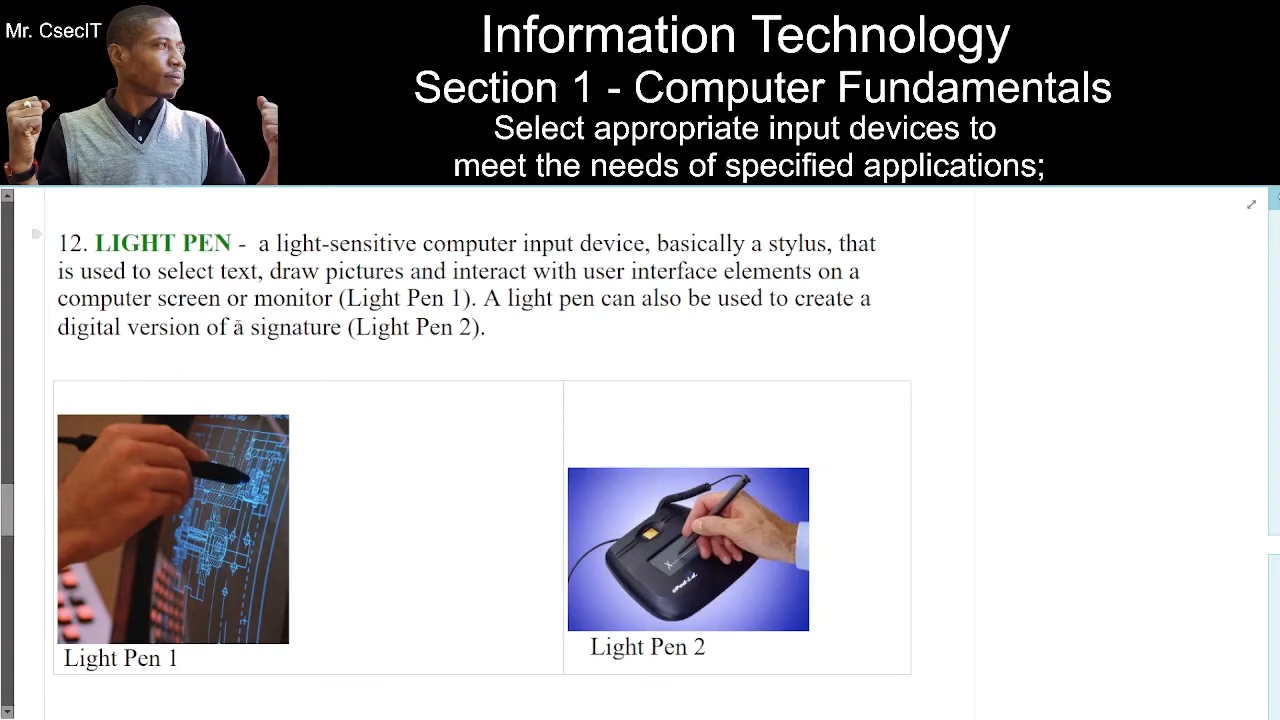 Mr. CsecIT
Information Technology
Section 1 - Computer Fundamentals
Select appropriate input devices to
meet the needs of specified applications;
12. LIGHT PEN - a light-sensitive computer input device, basically a stylus, that
is used to select text, draw pictures and interact with user interface elements on a
computer screen or monitor (Light Pen 1). A light pen can also be used to create a
digital version of a signature (Light Pen 2).
X
ePad-i.d.
Light Pen 1
Light Pen 2